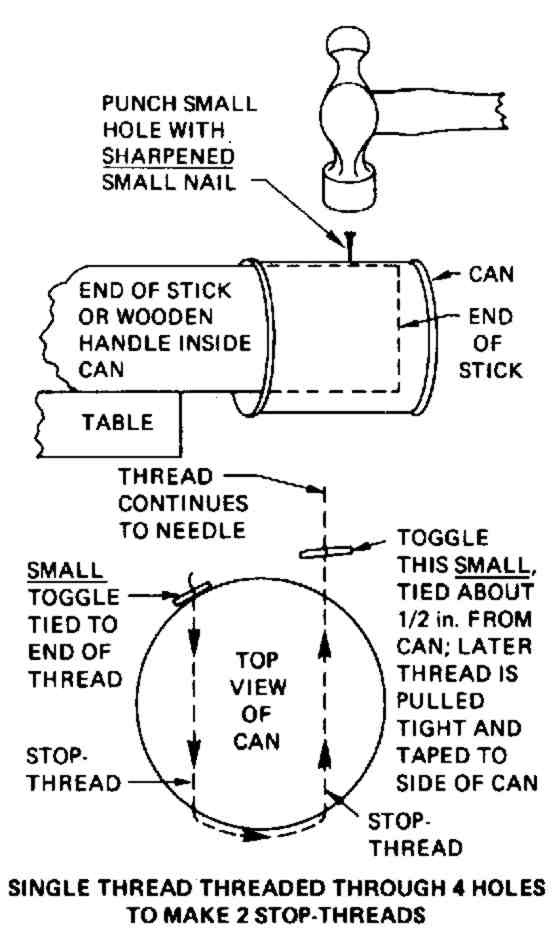 PUNCH SMALL
HOLE WITH
SHARPENED
SMALL NAIL
CAN
END OF STICK
OR WOODEN
HANDLE INSIDE
CAN
END
OF
STICK
TABLE
THREAD
CONTINUES
TO NEEDLE
SMALL
TOGGLE
TIED TO
END OF
THREAD
TOGGLE
THIS SMALL,
TIED ABOUT
1/2 in. FROM
CAN; LATER
THREAD IS
PULLED
TIGHT AND
TAPED TO
SIDE OF CAN
TOP
VIEW
OF
CAN
STOP-
THREAD
STOP-
THREAD
SINGLE THREAD THREADED THROUGH 4 HOLES
TO MAKE 2 STOP-THREADS